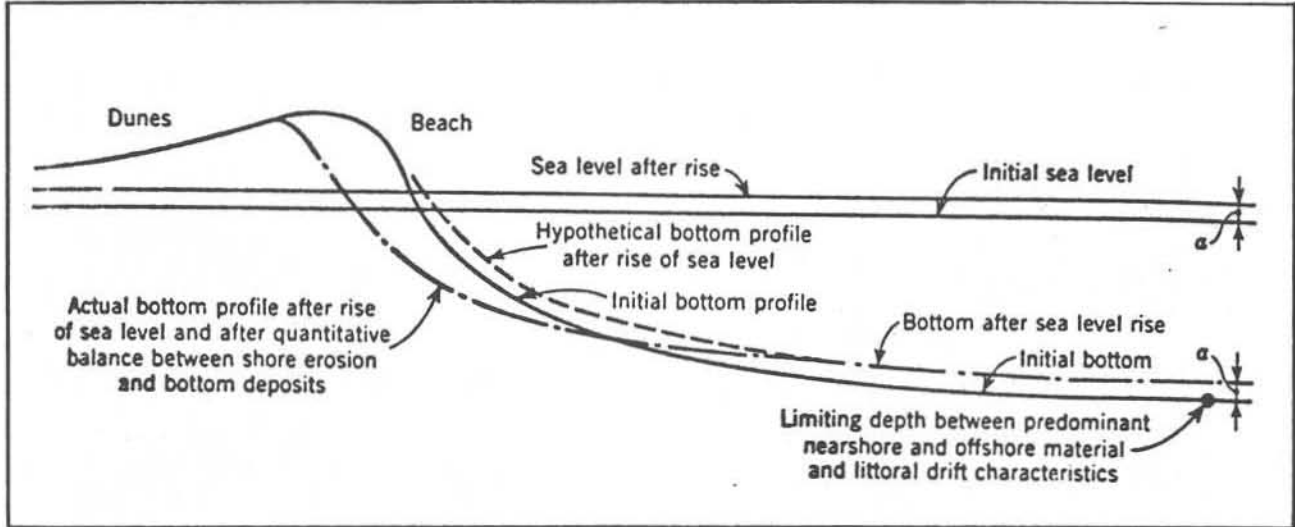 Dunes
Beach
Sea level after rise
Initial sea level
a
Hypothetical bottom profile
after rise of sea level
Initial bottom profile
Actual bottom profile after rise
of sea level and after quantitative
balance between shore erosion
and bottom deposits
Bottom after sea level rise
Initial bottom
a
Limiting depth between predominant
nearshore and offshore material
and littoral drift characteristics